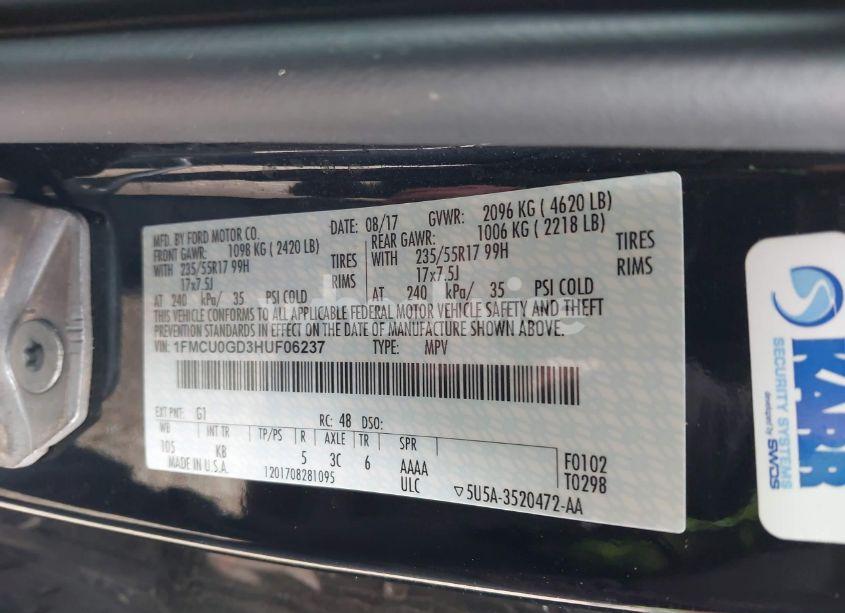 MFD. BY FORD MOTOR CO.
DATE: 08/17 GVWR: 2096 KG ( 4620 LB)
FRONT GAWR: 1098 KG ( 2420 LB)
REAR GAWR: 1006 KG ( 2218 LB)
WITH 235/55R17 99H TIRES
WITH 235/55R17 99H TIRES
17x7.5J RIMS
17x7.5J RIMS
AT 240 kPa/ 35 PSI COLD
AT 240 kPa/ 35 PSI COLD
THIS VEHICLE CONFORMS TO ALL APPLICABLE FEDERAL MOTOR VEHICLE SAFETY AND THEFT
PREVENTION STANDARDS IN EFFECT ON THE DATE OF MANUFACTURE SHOWN ABOVE.
VIN: 1FMCU0GD3HUF06237 TYPE: MPV
EXT PNT: G1 RC: 48 DSO:
WB INT TR TP/PS R AXLE TR SPR
105 KB 5 3C 6 AAAA F0102
MADE IN U.S.A. 1201708281095 ULC T0298
▽5U5A-3520472-AA
KARR
SECURITY SYSTEMS
developed by SWDS